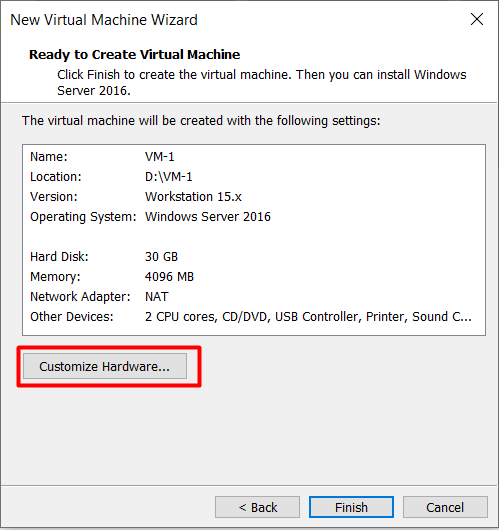 New Virtual Machine Wizard
Ready to Create Virtual Machine
Click Finish to create the virtual machine. Then you can install Windows
Server 2016.
The virtual machine will be created with the following settings:
Name: VM-1
Location: D:\VM-1
Version: Workstation 15.x
Operating System: Windows Server 2016
Hard Disk: 30 GB
Memory: 4096 MB
Network Adapter: NAT
Other Devices: 2 CPU cores, CD/DVD, USB Controller, Printer, Sound C...
Customize Hardware...
< Back Finish Cancel